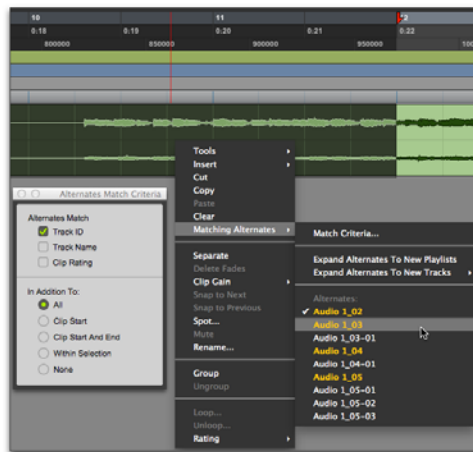 10
11
12
0:18
0:19
0:20
0:21
0:22
800000
850000
900000
950000
100
Tools
Insert
Cut
Copy
Paste
Clear
Matching Alternates
Separate
Delete Fades
Clip Gain
Snap to Next
Snap to Previous
Spot...
Mute
Rename...
Group
Ungroup
Loop...
Unloop...
Rating
Alternates Match Criteria
Alternates Match
Track ID
Track Name
Clip Rating
In Addition To:
All
Clip Start
Clip Start And End
Within Selection
None
Match Criteria...
Expand Alternates To New Playlists
Expand Alternates To New Tracks
Alternates:
Audio 1_02
Audio 1_03
Audio 1_03-01
Audio 1_04
Audio 1_04-01
Audio 1_05
Audio 1_05-01
Audio 1_05-02
Audio 1_05-03